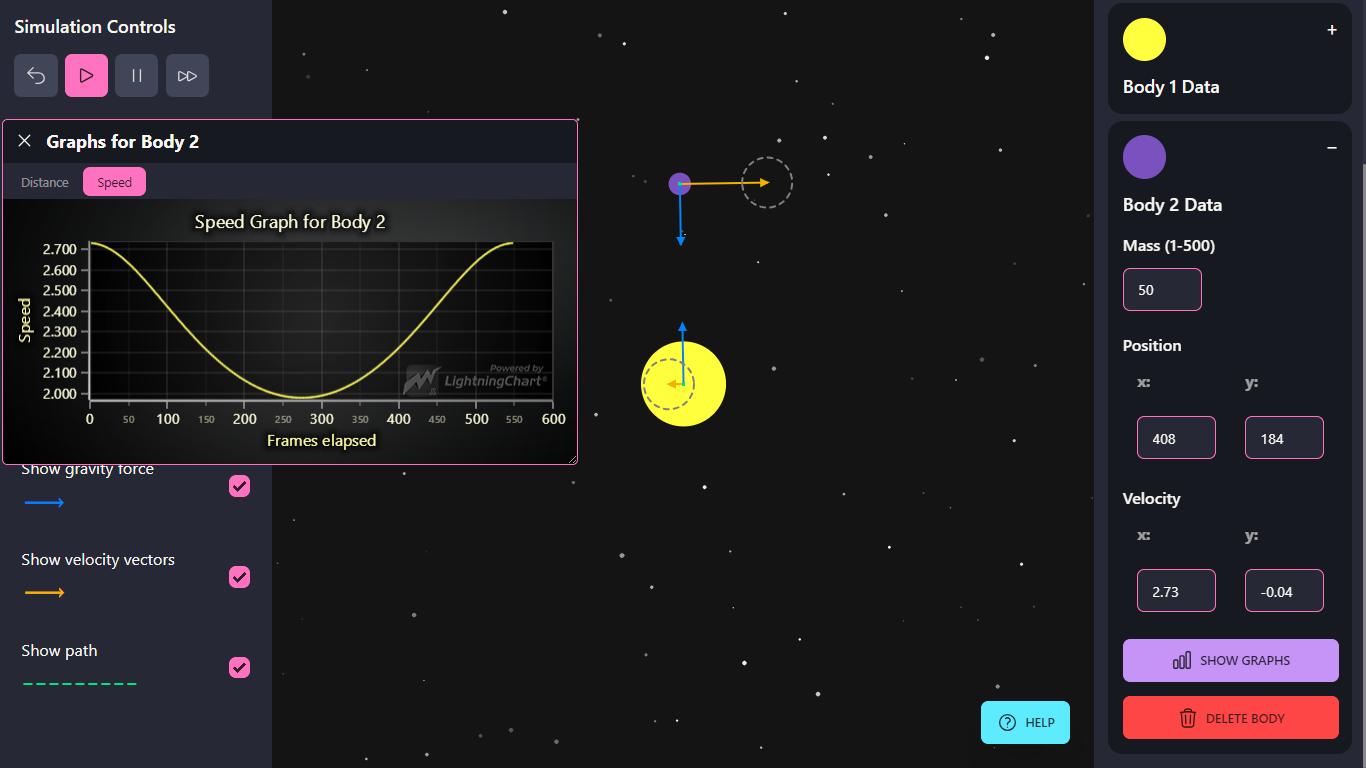 Simulation Controls
Graphs for Body 2
Distance Speed
Speed Graph for Body 2
Speed
2.700
2.600
2.500
2.400
2.300
2.200
2.100
2.000
0 50 100 150 200 250 300 350 400 450 500 550 600
Frames elapsed
Powered by
LightningChart®
JS
Show gravity force
Show velocity vectors
Show path
HELP
+
Body 1 Data
−
Body 2 Data
Mass (1-500)
50
Position
x: y:
408 184
Velocity
x: y:
2.73 -0.04
SHOW GRAPHS
DELETE BODY